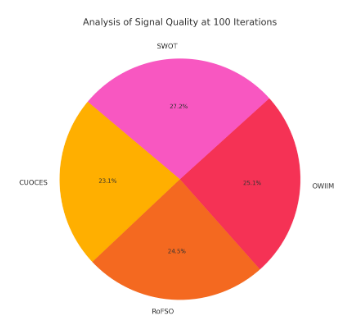 Analysis of Signal Quality at 100 Iterations
SWOT
27.2%
CUOCES
23.1%
25.1%
OWIIM
24.5%
RoFSO